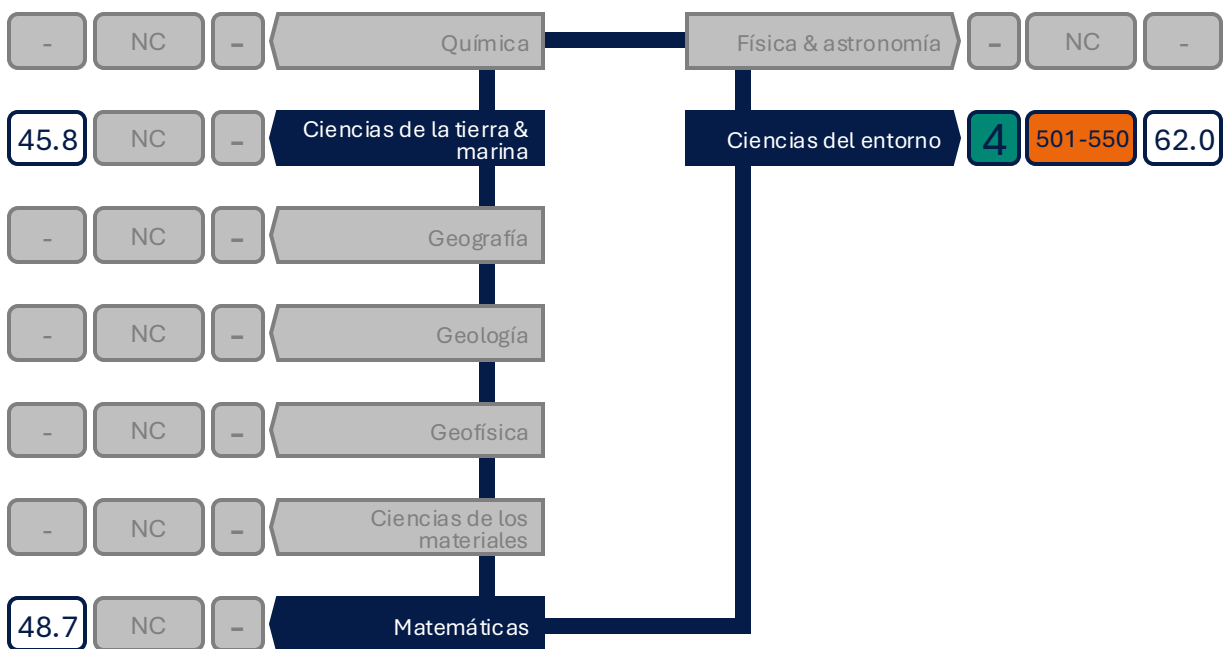 - NC - Química
Física & astronomía - NC -
45.8 NC - Ciencias de la tierra &
marina
Ciencias del entorno 4 501-550 62.0
- NC - Geografía
- NC - Geología
- NC - Geofísica
- NC - Ciencias de los
materiales
48.7 NC - Matemáticas